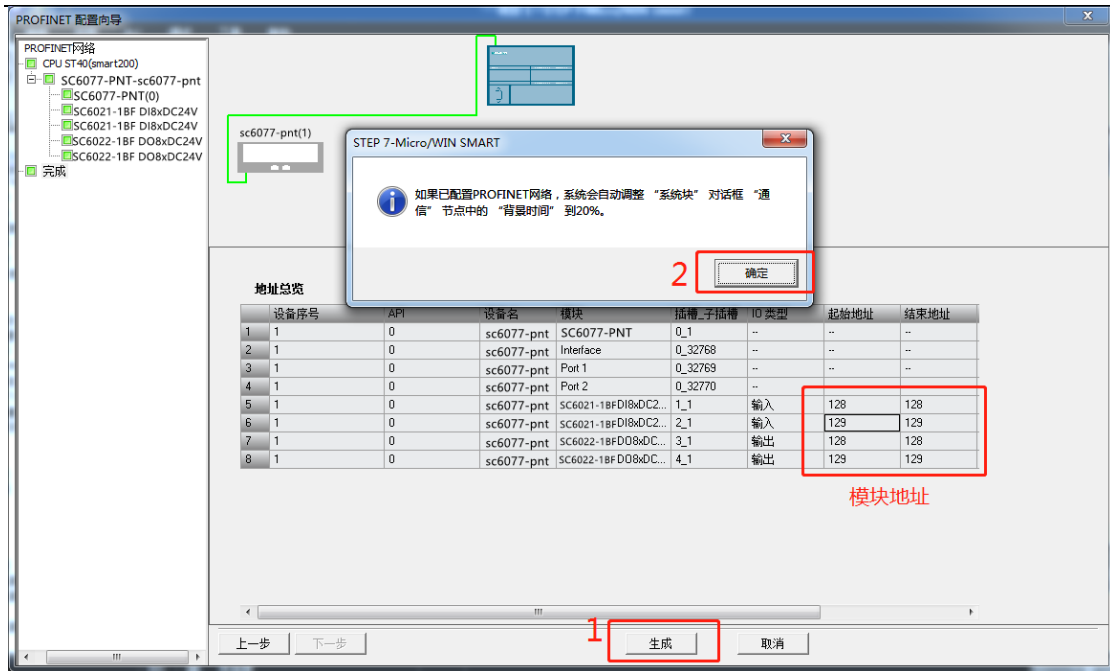 PROFINET 配置向导
PROFINET网络
CPU ST40(smart200)
SC6077-PNT-sc6077-pnt
SC6077-PNT(0)
SC6021-1BF DI8xDC24V
SC6021-1BF DI8xDC24V
SC6022-1BF DO8xDC24V
SC6022-1BF DO8xDC24V
完成
sc6077-pnt(1)
STEP 7-Micro/WIN SMART
如果已配置PROFINET网络，系统会自动调整 “系统块” 对话框 “通
信” 节点中的 “背景时间” 到20%。
2 确定
地址总览
设备序号 API 设备名 模块 插槽_子插槽 IO 类型 起始地址 结束地址
1 1 0 sc6077-pnt SC6077-PNT 0_1 -- -- --
2 1 0 sc6077-pnt Interface 0_32768 -- -- --
3 1 0 sc6077-pnt Port 1 0_32769 -- -- --
4 1 0 sc6077-pnt Port 2 0_32770 --
5 1 0 sc6077-pnt SC6021-1BFDI8xDC2... 1_1 输入 128 128
6 1 0 sc6077-pnt SC6021-1BFDI8xDC2... 2_1 输入 129 129
7 1 0 sc6077-pnt SC6022-1BFDO8xDC... 3_1 输出 128 128
8 1 0 sc6077-pnt SC6022-1BFDO8xDC... 4_1 输出 129 129
模块地址
上一步 下一步 1 生成 取消